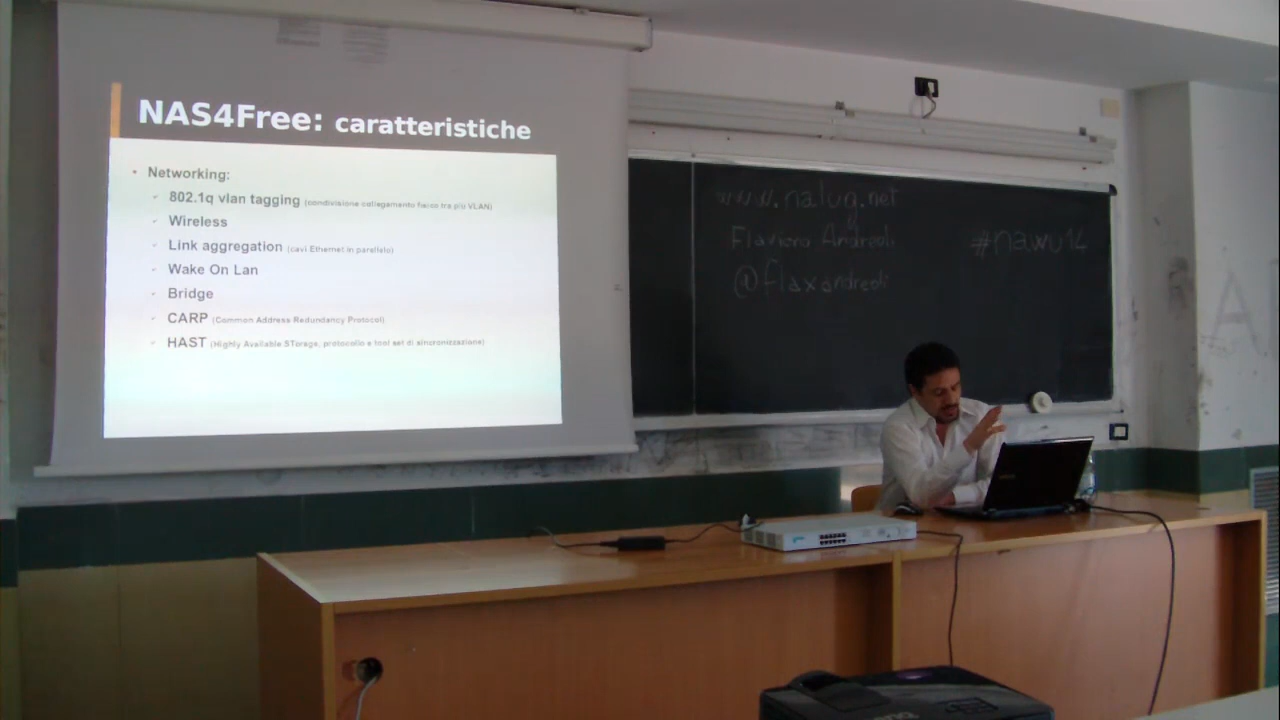 NAS4Free: caratteristiche
Networking:
802.1q vlan tagging (condivisione collegamento fisico tra più VLAN)
Wireless
Link aggregation (cavi Ethernet in parallelo)
Wake On Lan
Bridge
CARP (Common Address Redundancy Protocol)
HAST (Highly Available STorage, protocollo e tool set di sincronizzazione)
www.nalug.net
Flaviora Andreoli
#nawu14
@flaxandreoli
A